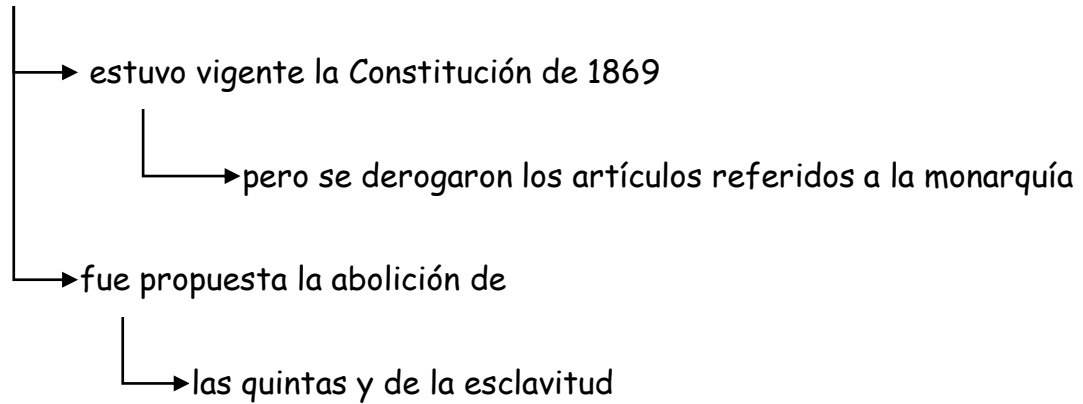 estuvo vigente la Constitución de 1869
pero se derogaron los artículos referidos a la monarquía
fue propuesta la abolición de
las quintas y de la esclavitud